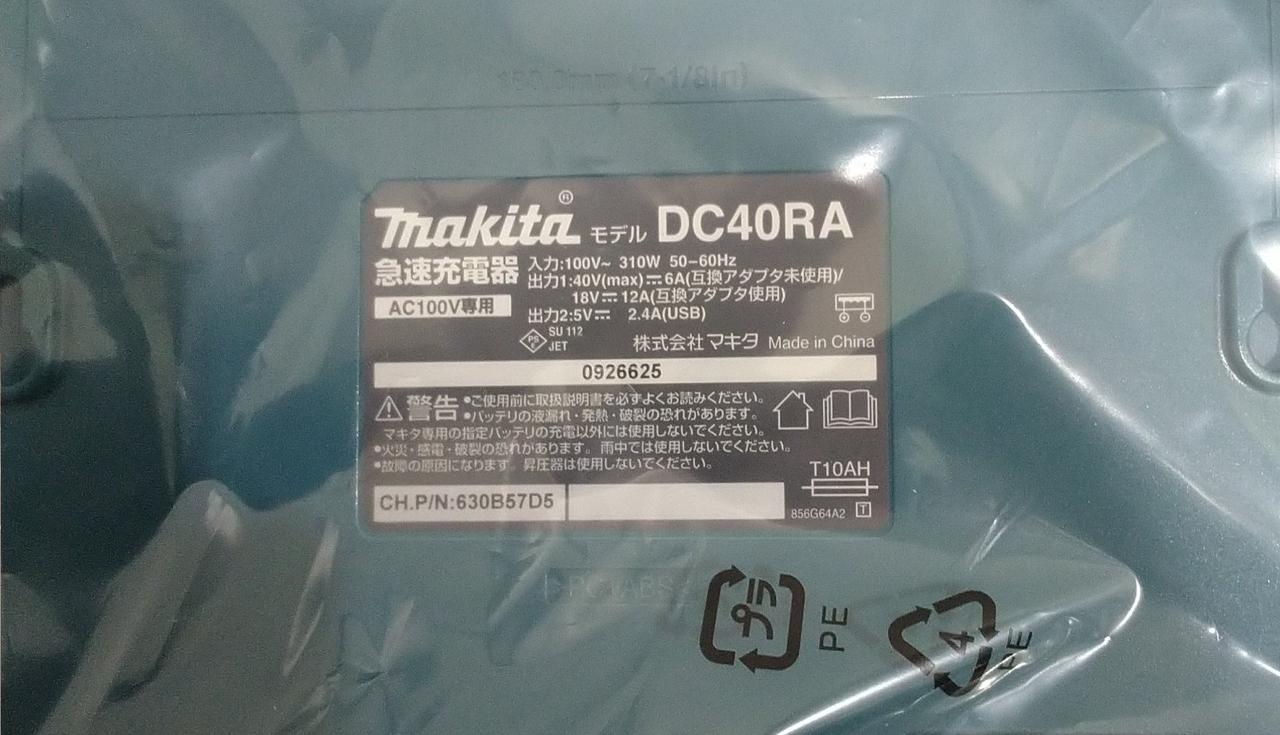 makita® モデル DC40RA
急速充電器
AC100V専用
入力:100V~ 310W 50-60Hz
出力1:40V(max)⎓6A(互換アダプタ未使用)/
18V⎓12A(互換アダプタ使用)
出力2:5V⎓ 2.4A(USB)
PS
E
SU 112
JET
株式会社マキタ Made in China
0926625
警告
•ご使用前に取扱説明書を必ずよくお読みください。
•バッテリの液漏れ・発熱・破裂の恐れがあります。
マキタ専用の指定バッテリの充電以外には使用しないでください。
•火災・感電・破裂の恐れがあります。雨中では使用しないでください。
•故障の原因になります。昇圧器は使用しないでください。
T10AH
CH.P/N:630B57D5
856G64A2 T
>PC+ABS<
プラ
PE
4
PE